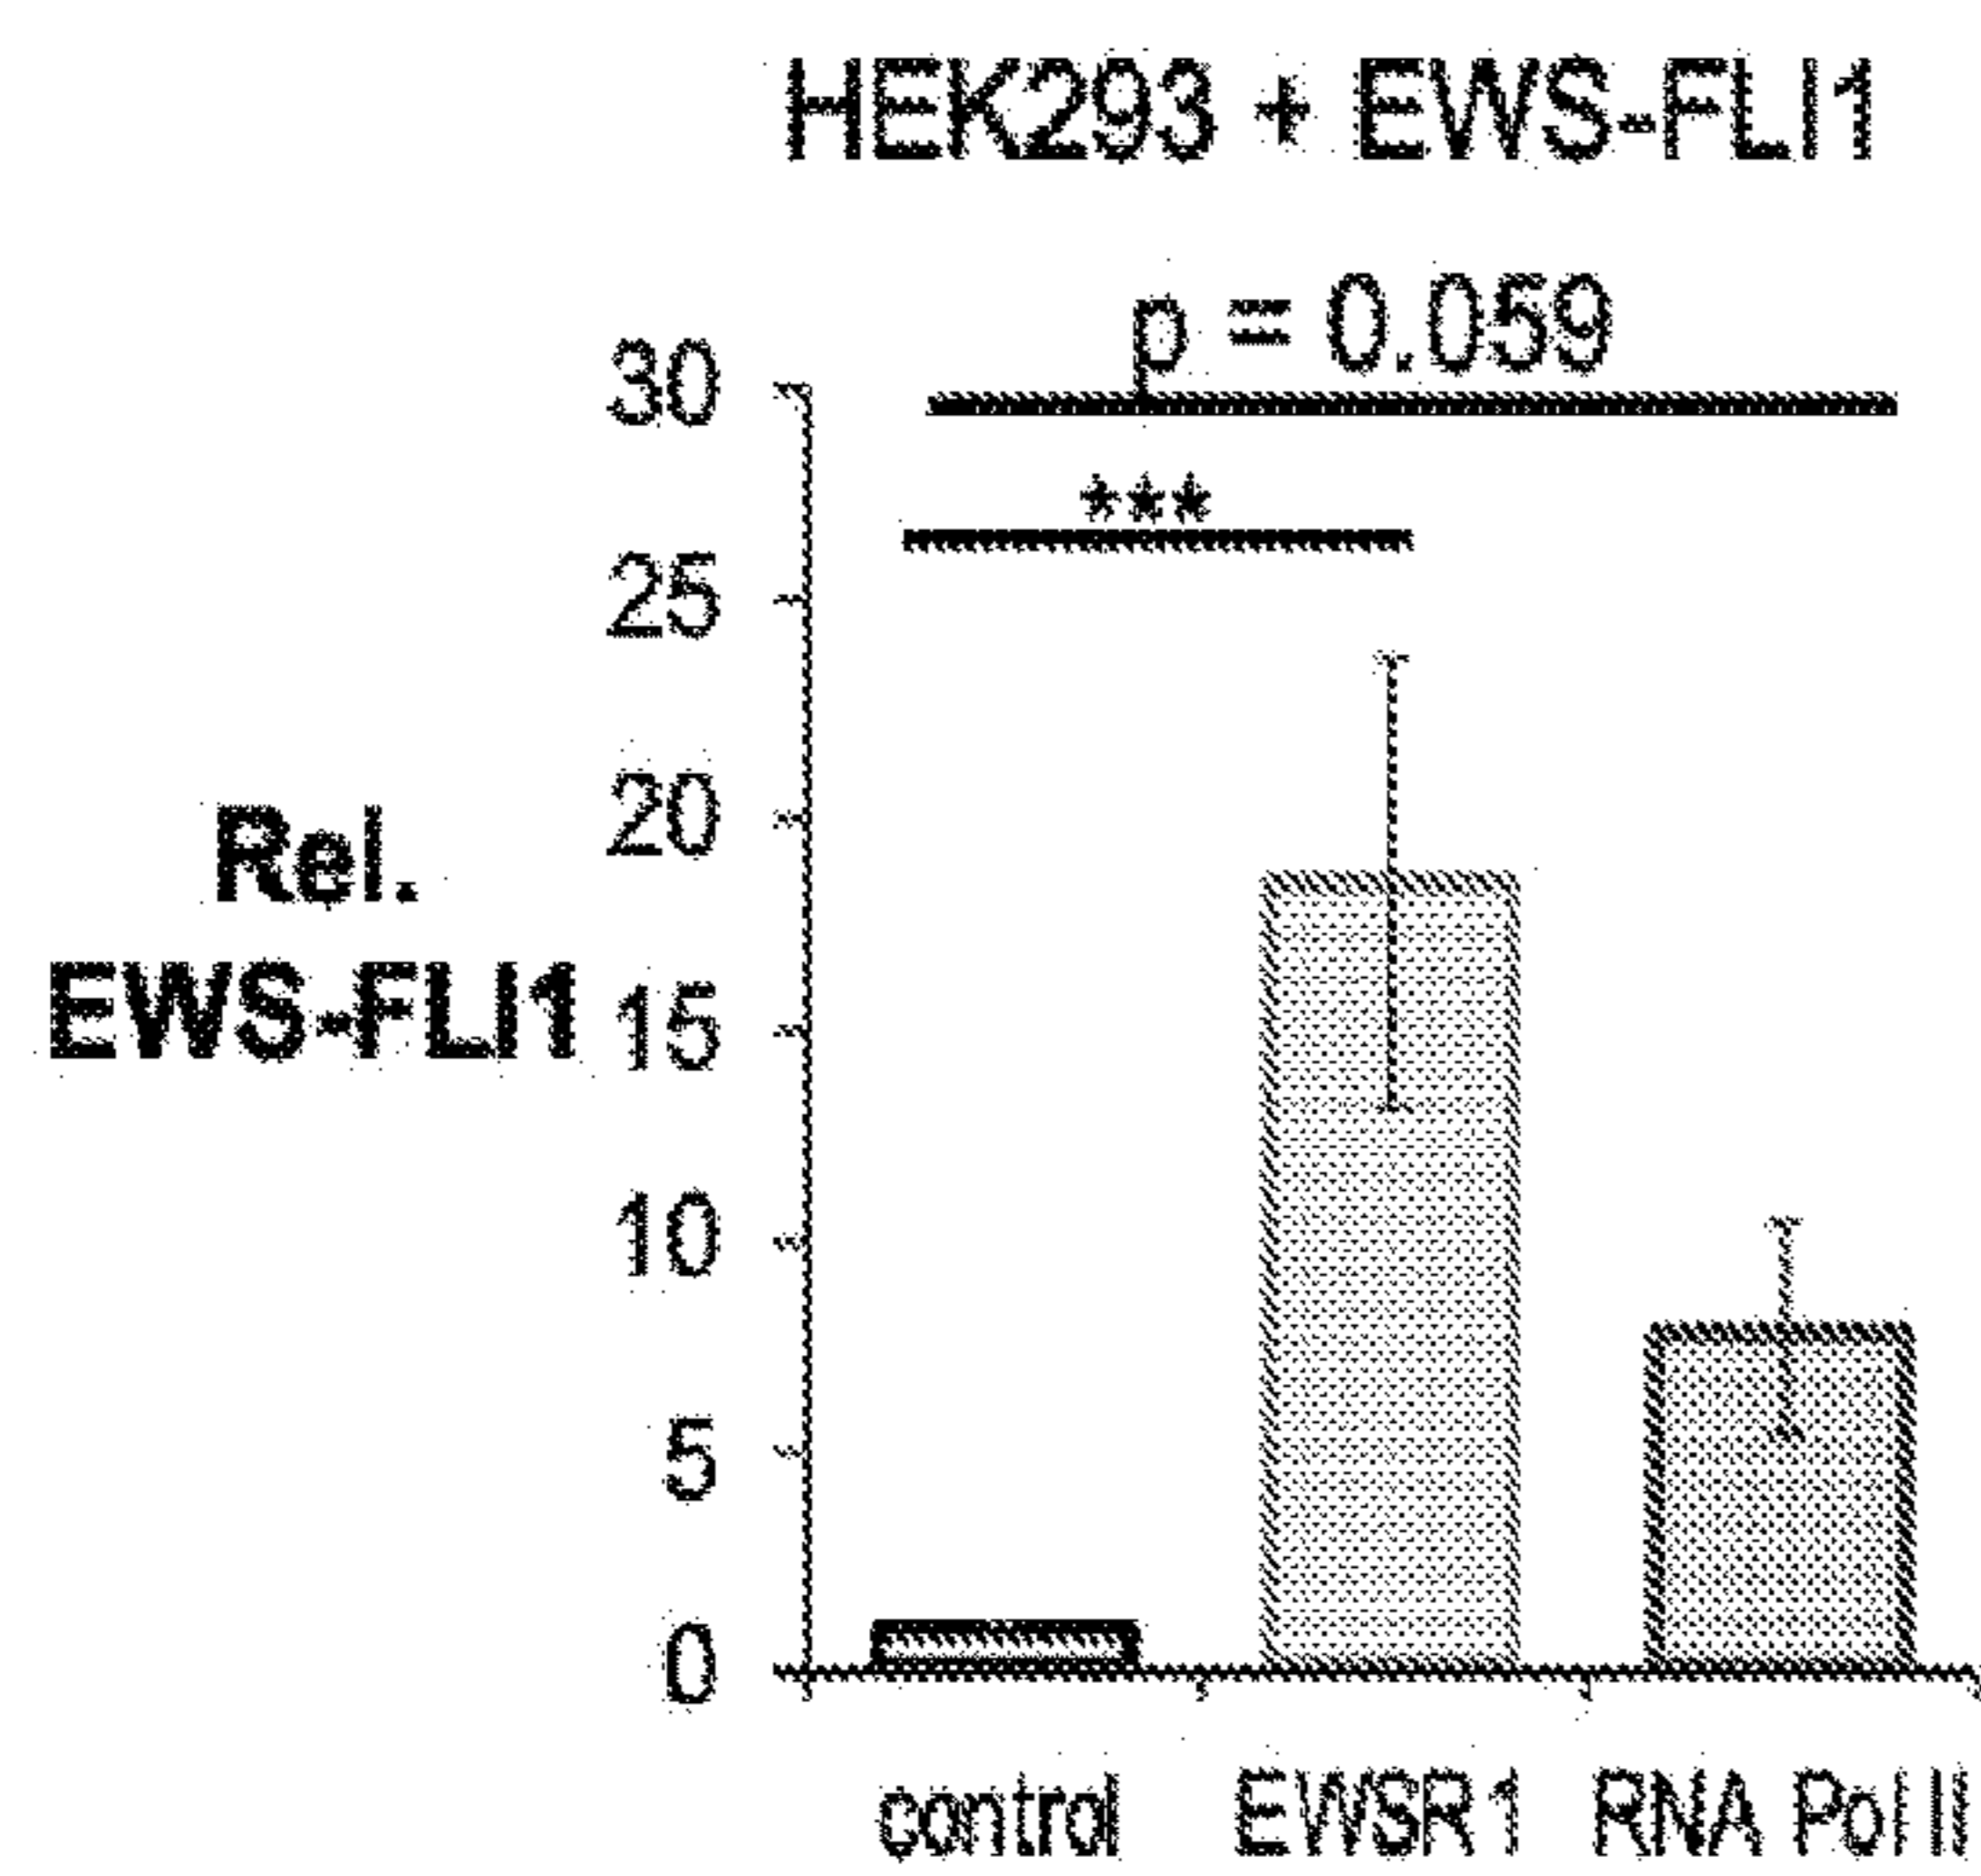 HEK293 + EWS-FLI1
p = 0.059
30
***
25
20
Rel.
EWS-FLI1
15
10
5
0
control EWSR1 RNA Pol II